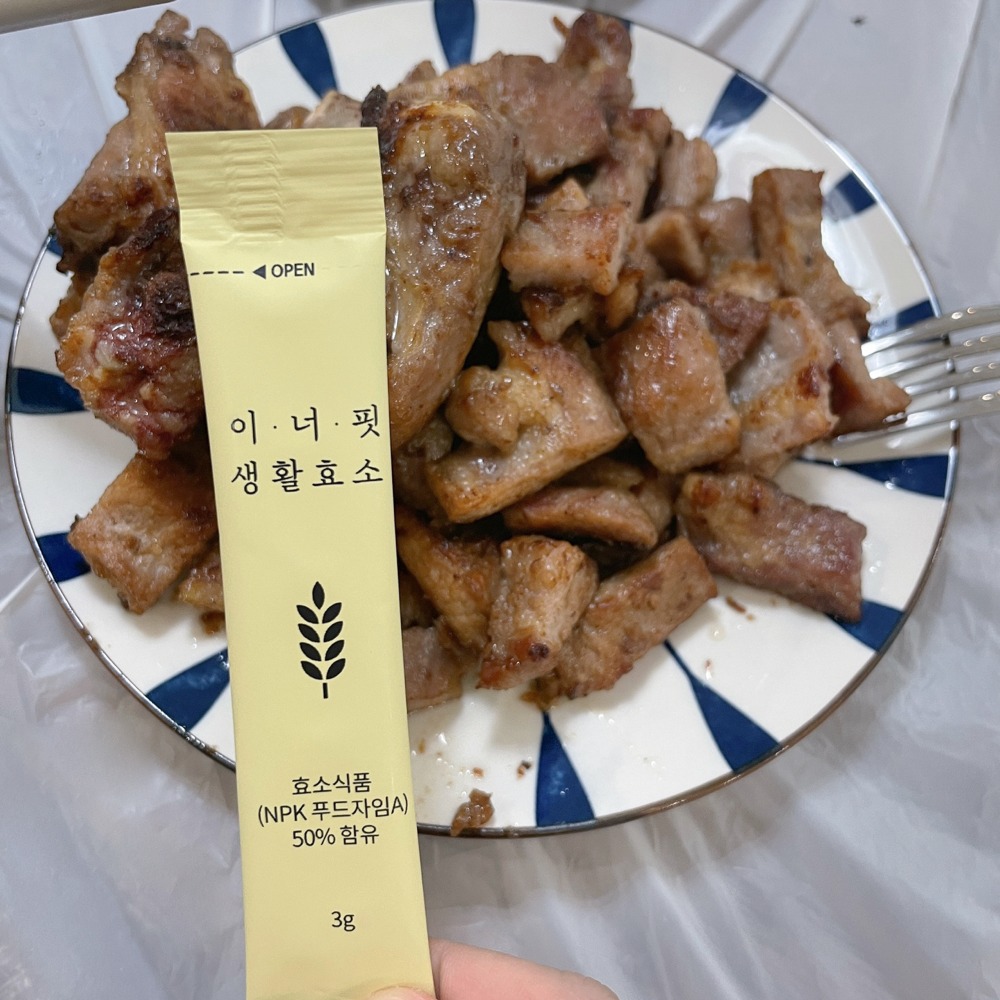 OPEN
이·너·핏
생활효소
효소식품
(NPK 푸드자임A)
50% 함유
3g